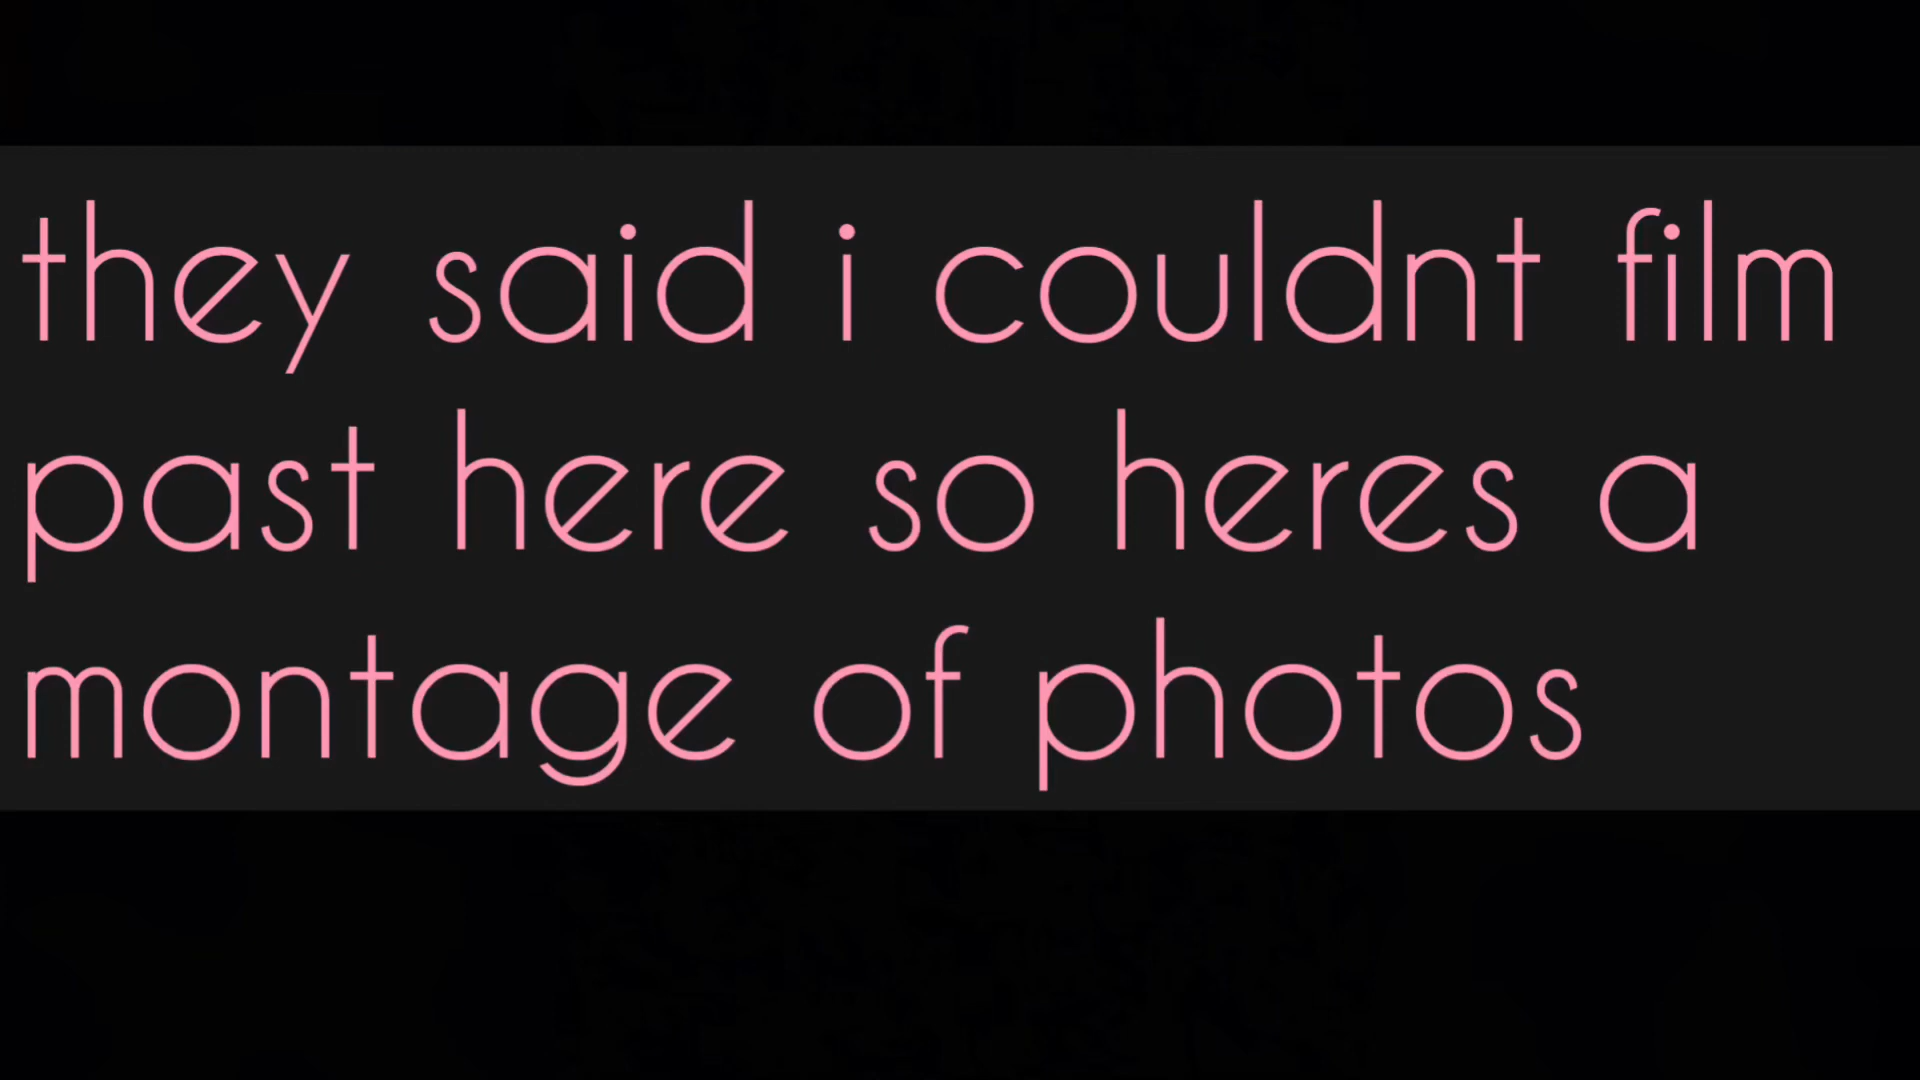 they said i couldnt film
past here so heres a
montage of photos